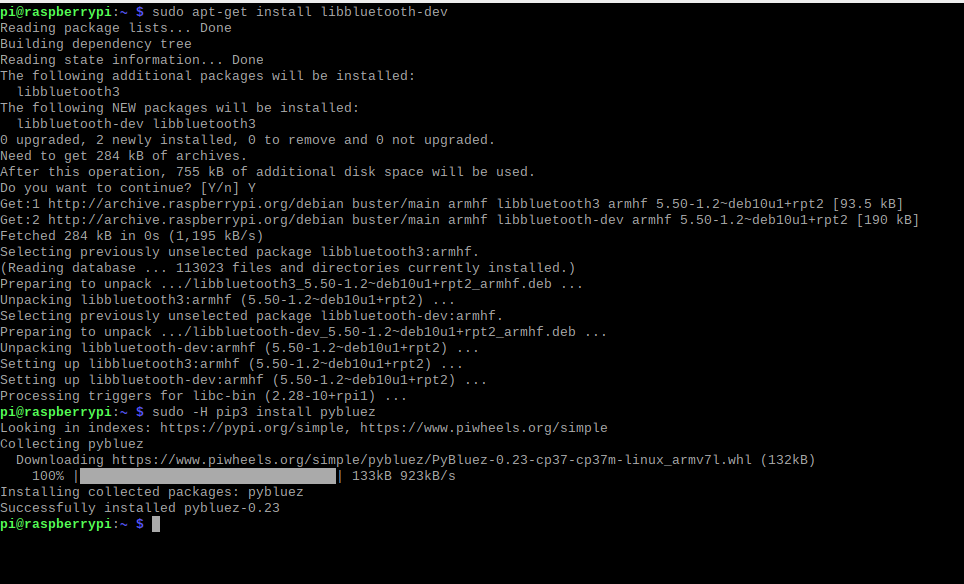 pi@raspberrypi:~ $ sudo apt-get install libbluetooth-dev
Reading package lists... Done
Building dependency tree
Reading state information... Done
The following additional packages will be installed:
  libbluetooth3
The following NEW packages will be installed:
  libbluetooth-dev libbluetooth3
0 upgraded, 2 newly installed, 0 to remove and 0 not upgraded.
Need to get 284 kB of archives.
After this operation, 755 kB of additional disk space will be used.
Do you want to continue? [Y/n] Y
Get:1 http://archive.raspberrypi.org/debian buster/main armhf libbluetooth3 armhf 5.50-1.2~deb10u1+rpt2 [93.5 kB]
Get:2 http://archive.raspberrypi.org/debian buster/main armhf libbluetooth-dev armhf 5.50-1.2~deb10u1+rpt2 [190 kB]
Fetched 284 kB in 0s (1,195 kB/s)
Selecting previously unselected package libbluetooth3:armhf.
(Reading database ... 113023 files and directories currently installed.)
Preparing to unpack .../libbluetooth3_5.50-1.2~deb10u1+rpt2_armhf.deb ...
Unpacking libbluetooth3:armhf (5.50-1.2~deb10u1+rpt2) ...
Selecting previously unselected package libbluetooth-dev:armhf.
Preparing to unpack .../libbluetooth-dev_5.50-1.2~deb10u1+rpt2_armhf.deb ...
Unpacking libbluetooth-dev:armhf (5.50-1.2~deb10u1+rpt2) ...
Setting up libbluetooth3:armhf (5.50-1.2~deb10u1+rpt2) ...
Setting up libbluetooth-dev:armhf (5.50-1.2~deb10u1+rpt2) ...
Processing triggers for libc-bin (2.28-10+rpi1) ...
pi@raspberrypi:~ $ sudo -H pip3 install pybluez
Looking in indexes: https://pypi.org/simple, https://www.piwheels.org/simple
Collecting pybluez
  Downloading https://www.piwheels.org/simple/pybluez/PyBluez-0.23-cp37-cp37m-linux_armv7l.whl (132kB)
    100% |████████████████████████████████| 133kB 923kB/s
Installing collected packages: pybluez
Successfully installed pybluez-0.23
pi@raspberrypi:~ $